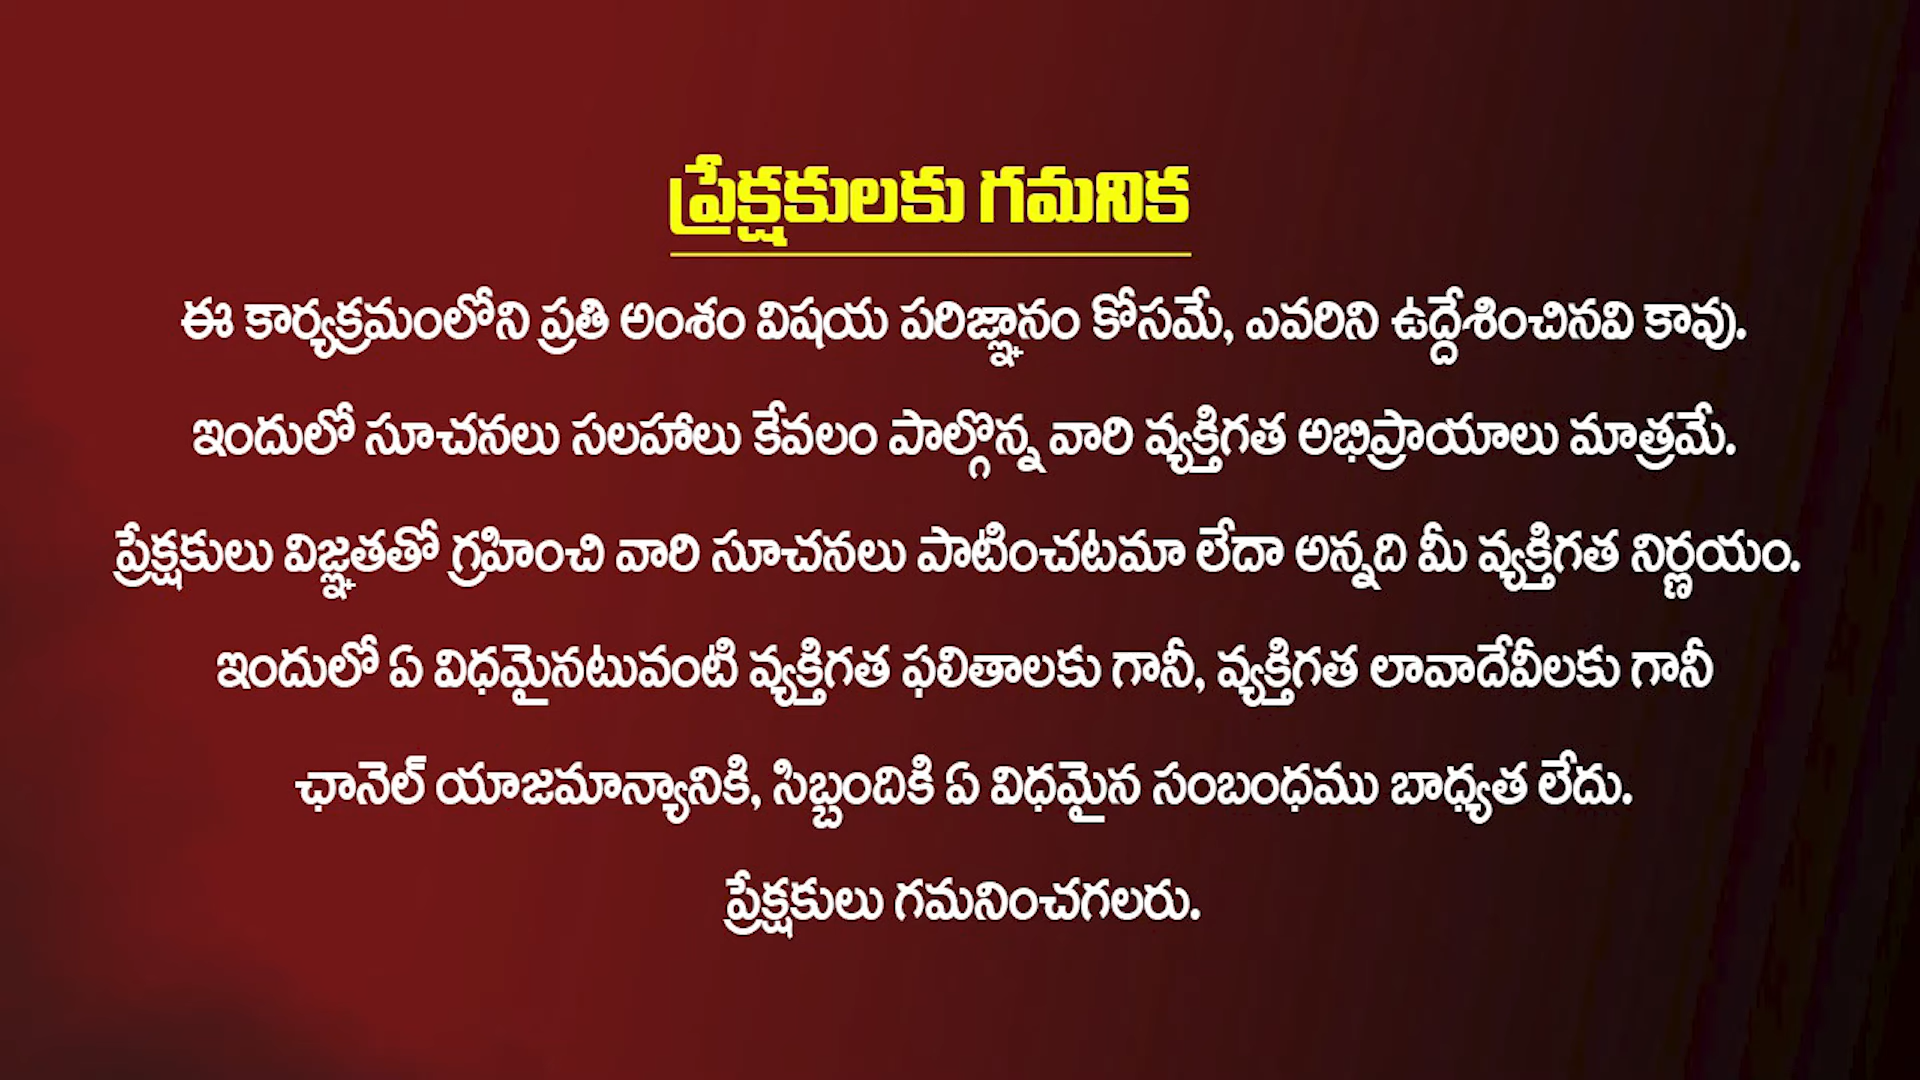 ప్రేక్షకులకు గమనిక
ఈ కార్యక్రమంలోని ప్రతి అంశం విషయ పరిజ్ఞానం కోసమే, ఎవరిని ఉద్దేశించినవి కావు.
ఇందులో సూచనలు సలహాలు కేవలం పాల్గొన్న వారి వ్యక్తిగత అభిప్రాయాలు మాత్రమే.
ప్రేక్షకులు విజ్ఞతతో గ్రహించి వారి సూచనలు పాటించటమా లేదా అన్నది మీ వ్యక్తిగత నిర్ణయం.
ఇందులో ఏ విధమైనటువంటి వ్యక్తిగత ఫలితాలకు గానీ, వ్యక్తిగత లావాదేవీలకు గానీ
ఛానెల్ యాజమాన్యానికి, సిబ్బందికి ఏ విధమైన సంబంధము బాధ్యత లేదు.
ప్రేక్షకులు గమనించగలరు.